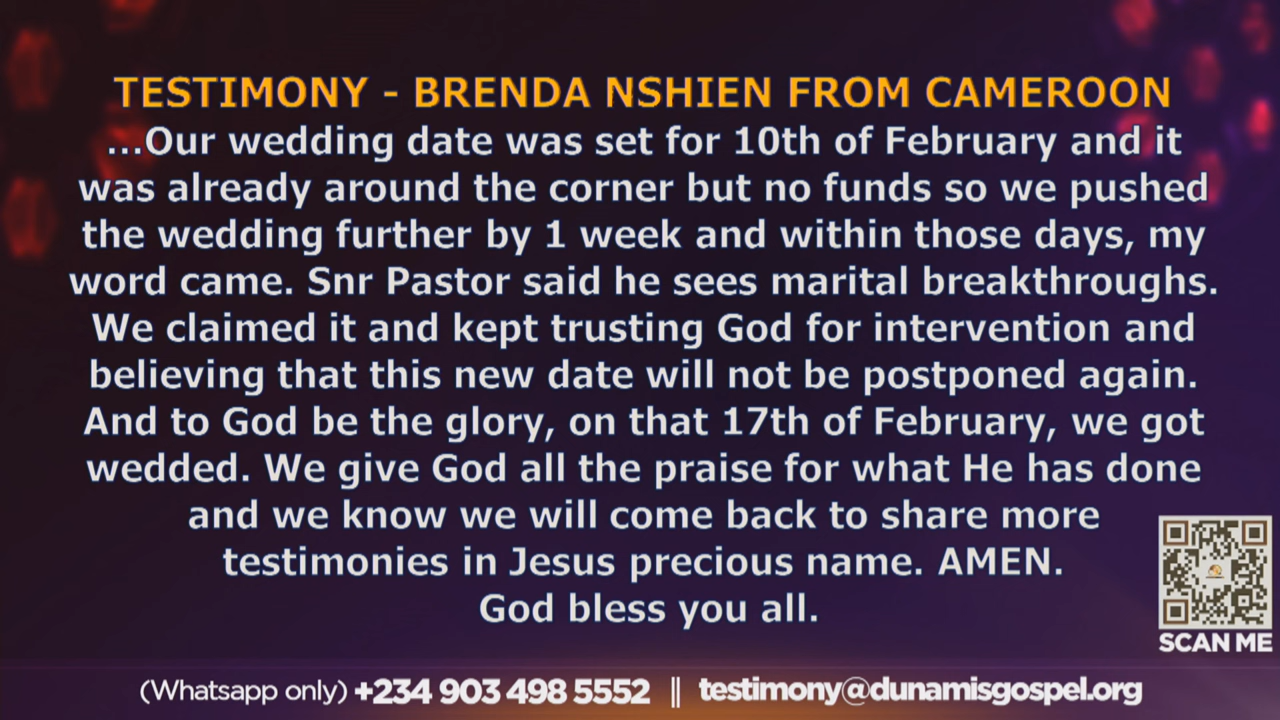 TESTIMONY - BRENDA NSHIEN FROM CAMEROON
...Our wedding date was set for 10th of February and it
was already around the corner but no funds so we pushed
the wedding further by 1 week and within those days, my
word came. Snr Pastor said he sees marital breakthroughs.
We claimed it and kept trusting God for intervention and
believing that this new date will not be postponed again.
And to God be the glory, on that 17th of February, we got
wedded. We give God all the praise for what He has done
and we know we will come back to share more
testimonies in Jesus precious name. AMEN.
God bless you all.
SCAN ME
(Whatsapp only) +234 903 498 5552 || testimony@dunamisgospel.org